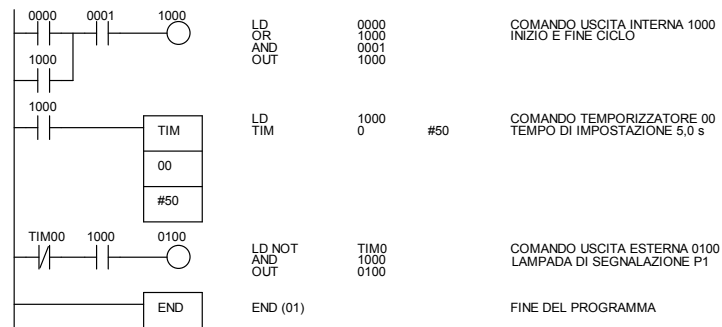 0000 0001 1000
LD 0000 COMANDO USCITA INTERNA 1000
OR 1000 INIZIO E FINE CICLO
AND 0001
OUT 1000
1000
1000
TIM
00
#50
LD 1000 COMANDO TEMPORIZZATORE 00
TIM 0 #50 TEMPO DI IMPOSTAZIONE 5,0 s
TIM00 1000 0100
LD NOT TIM0 COMANDO USCITA ESTERNA 0100
AND 1000 LAMPADA DI SEGNALAZIONE P1
OUT 0100
END END (01) FINE DEL PROGRAMMA